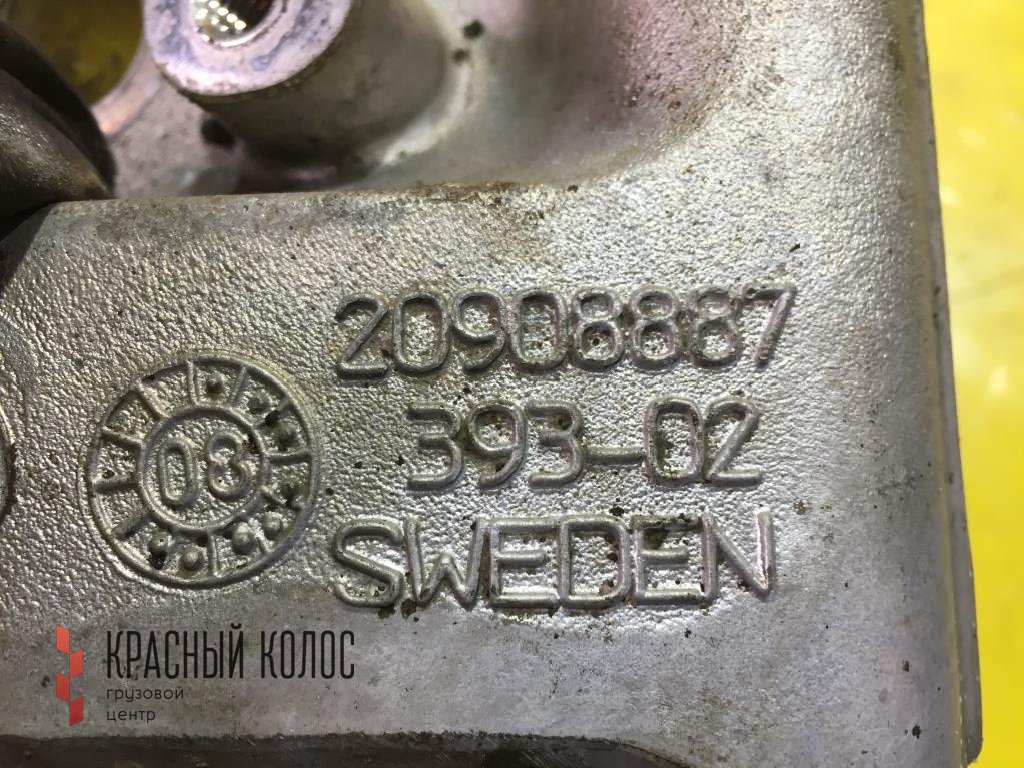 20908887
393-02
SWEDEN
03
КРАСНЫЙ КОЛОС
грузовой
центр